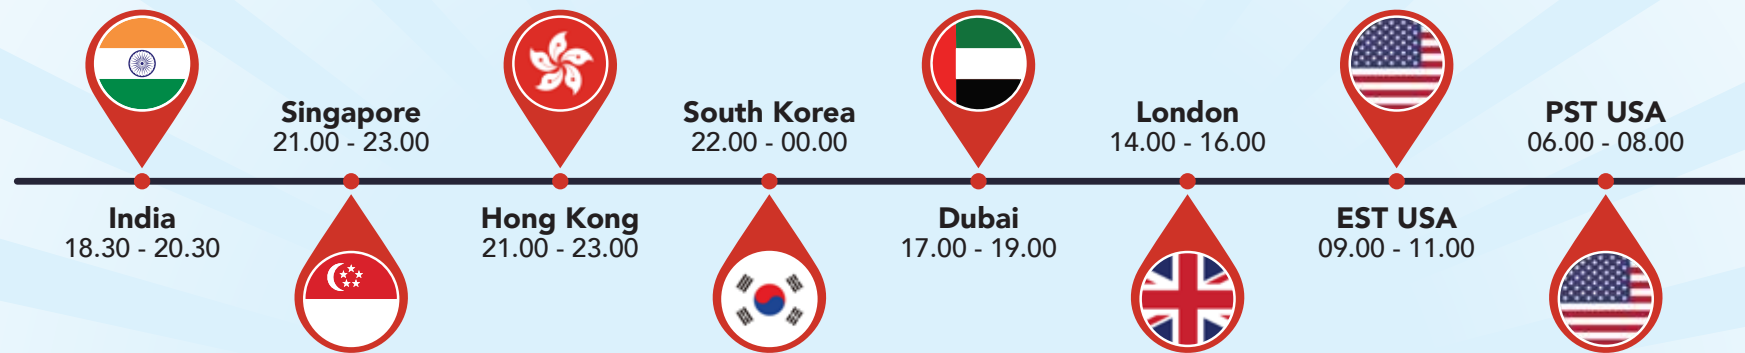 India
18.30 - 20.30
Singapore
21.00 - 23.00
Hong Kong
21.00 - 23.00
South Korea
22.00 - 00.00
Dubai
17.00 - 19.00
London
14.00 - 16.00
EST USA
09.00 - 11.00
PST USA
06.00 - 08.00